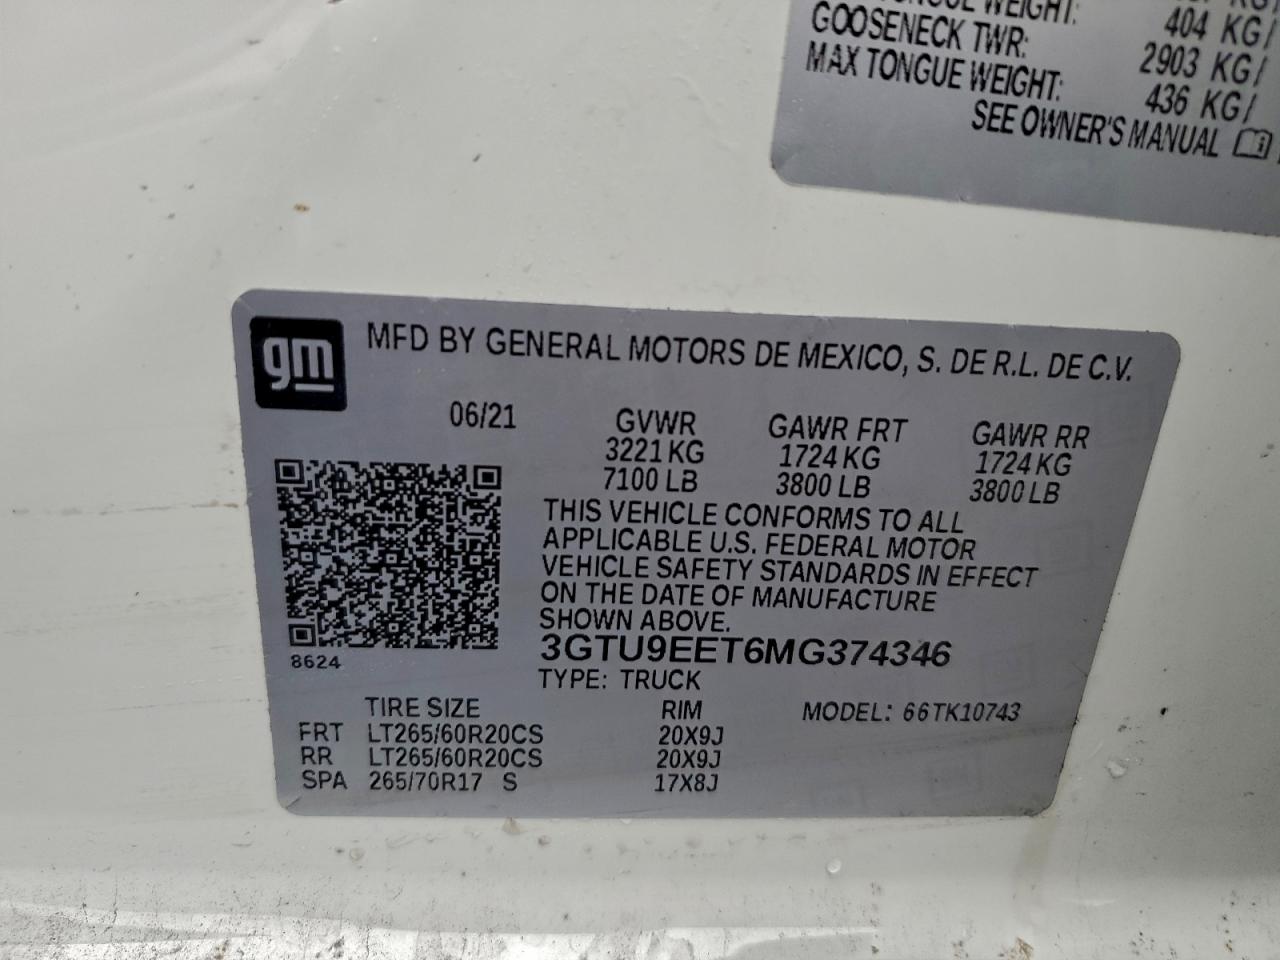 WEIGHT: KG/
404 KG/
GOOSENECK TWR: 2903 KG/
MAX TONGUE WEIGHT: 436 KG/
SEE OWNER'S MANUAL
gm
MFD BY GENERAL MOTORS DE MEXICO, S. DE R.L. DE C.V.
06/21 GVWR GAWR FRT GAWR RR
3221 KG 1724 KG 1724 KG
7100 LB 3800 LB 3800 LB
THIS VEHICLE CONFORMS TO ALL
APPLICABLE U.S. FEDERAL MOTOR
VEHICLE SAFETY STANDARDS IN EFFECT
ON THE DATE OF MANUFACTURE
SHOWN ABOVE.
3GTU9EET6MG374346
8624
TYPE: TRUCK
TIRE SIZE RIM MODEL: 66TK10743
FRT LT265/60R20CS 20X9J
RR LT265/60R20CS 20X9J
SPA 265/70R17 S 17X8J